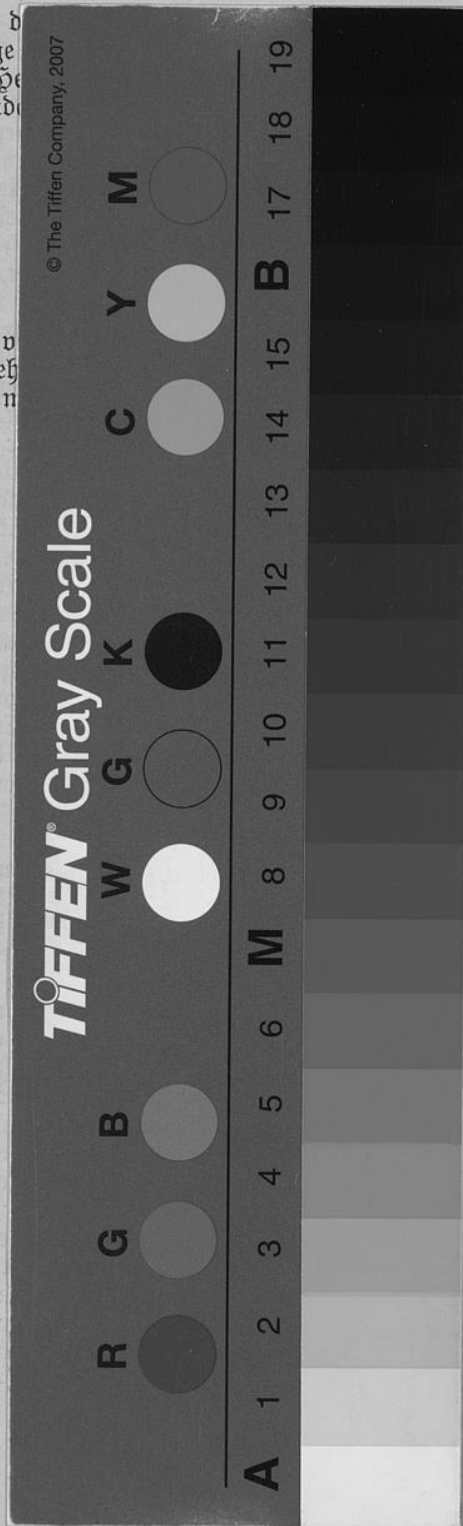 © The Tiffen Company, 2007
TIFFEN® Gray Scale
R G B W G K C Y M
A 1 2 3 4 5 6 M 8 9 10 11 12 13 14 15 B 17 18 19